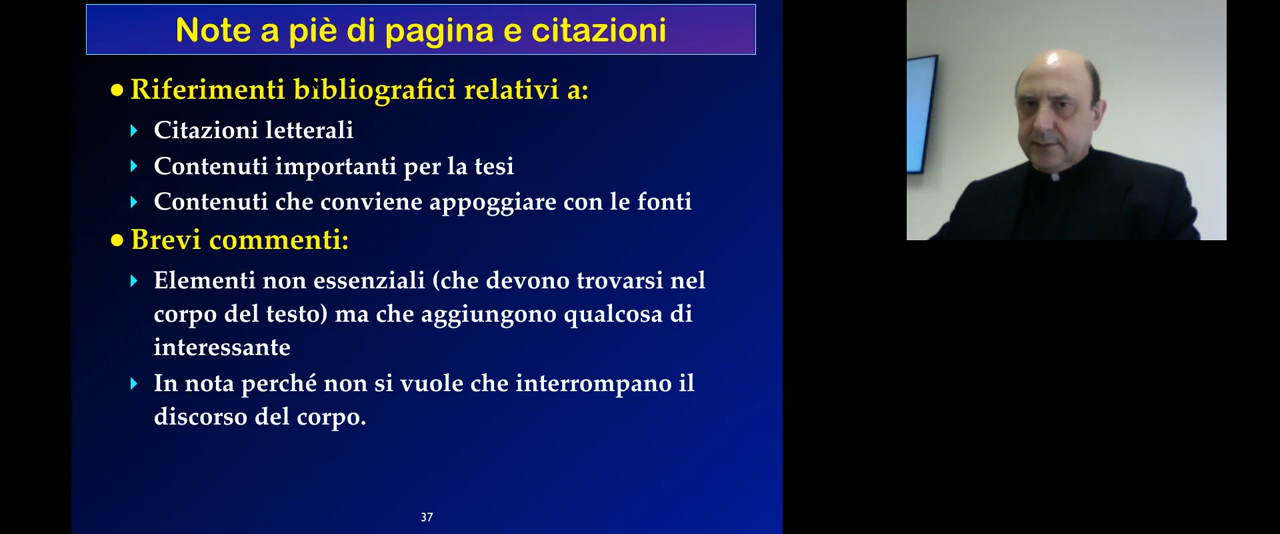 Note a piè di pagina e citazioni
Riferimenti bibliografici relativi a:
Citazioni letterali
Contenuti importanti per la tesi
Contenuti che conviene appoggiare con le fonti
Brevi commenti:
Elementi non essenziali (che devono trovarsi nel
corpo del testo) ma che aggiungono qualcosa di
interessante
In nota perché non si vuole che interrompano il
discorso del corpo.
37